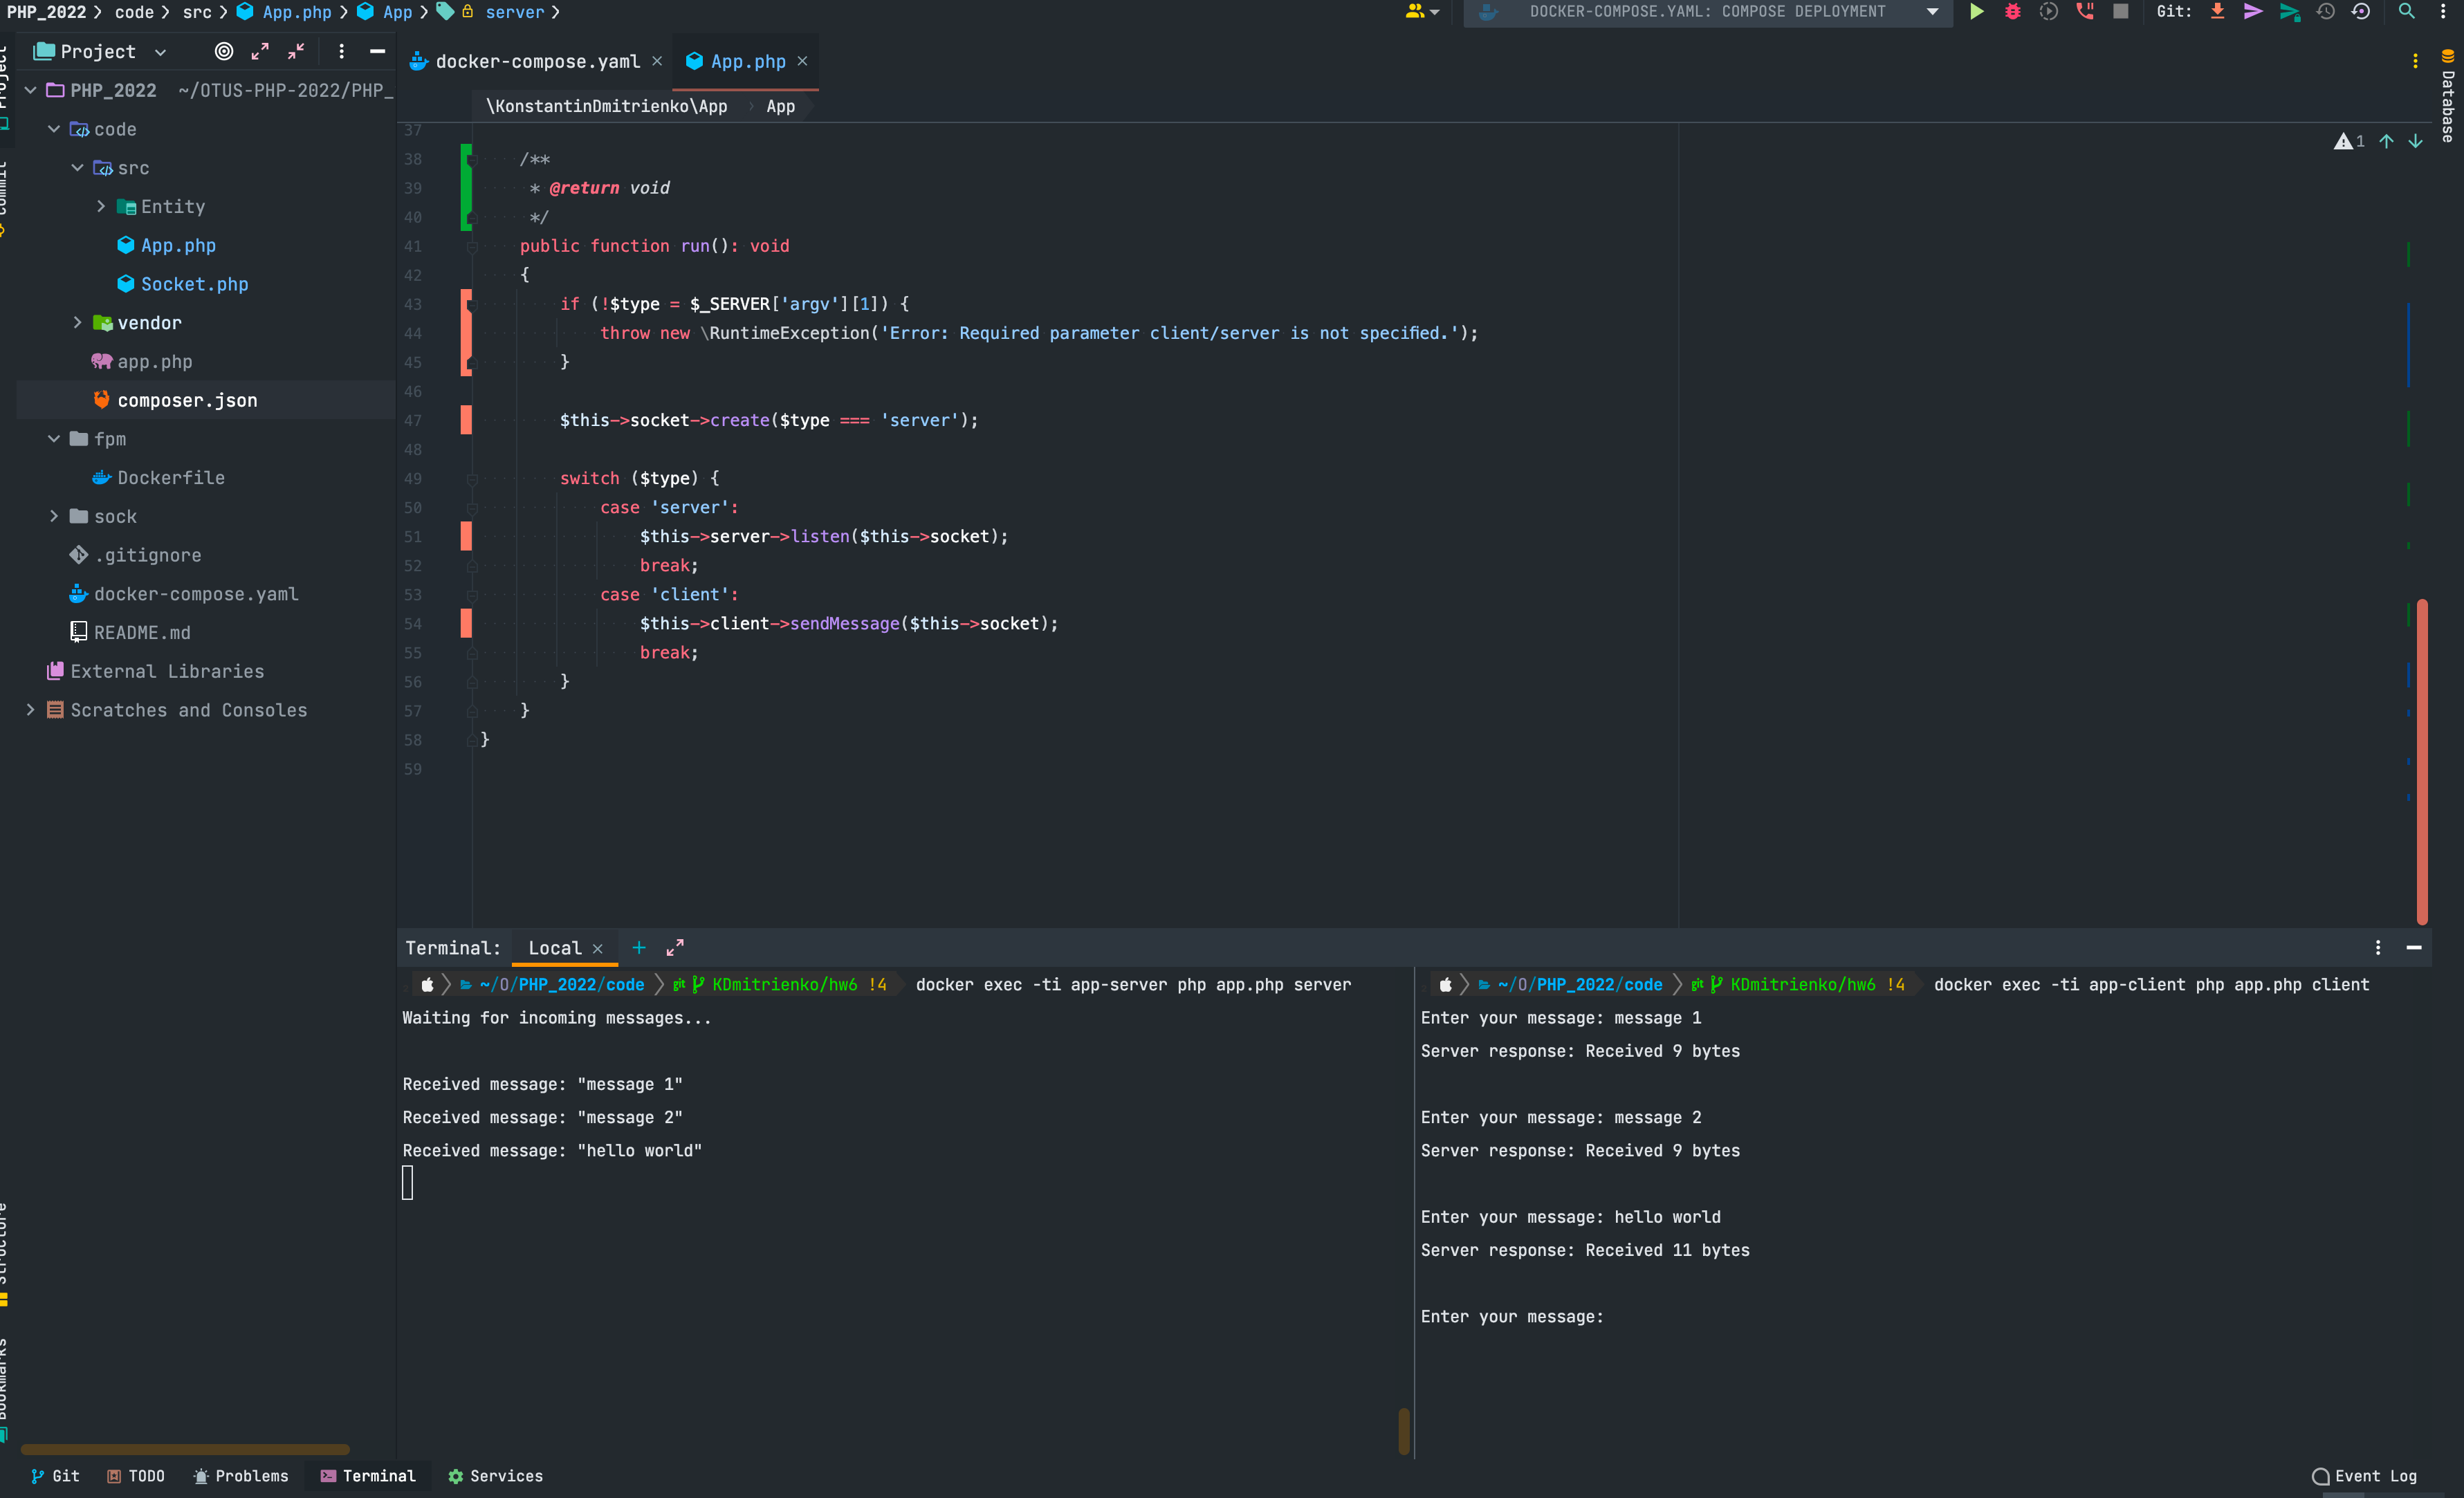 PHP_2022 code src App.php App server
DOCKER-COMPOSE.YAML: COMPOSE DEPLOYMENT
Git:
Project
Project
Commit
Structure
Bookmarks
PHP_2022 ~/OTUS-PHP-2022/PHP_
code
src
Entity
App.php
Socket.php
vendor
app.php
composer.json
fpm
Dockerfile
sock
.gitignore
docker-compose.yaml
README.md
External Libraries
Scratches and Consoles
docker-compose.yaml
App.php
\KonstantinDmitrienko\App App
1
Database
37
38 /**
39 * @return void
40 */
41 public function run(): void
42 {
43 if (!$type = $_SERVER['argv'][1]) {
44 throw new \RuntimeException('Error: Required parameter client/server is not specified.');
45 }
46
47 $this->socket->create($type === 'server');
48
49 switch ($type) {
50 case 'server':
51 $this->server->listen($this->socket);
52 break;
53 case 'client':
54 $this->client->sendMessage($this->socket);
55 break;
56 }
57 }
58 }
59
Terminal: Local
~/O/PHP_2022/code git KDmitrienko/hw6 !4 docker exec -ti app-server php app.php server
Waiting for incoming messages...
Received message: "message 1"
Received message: "message 2"
Received message: "hello world"
~/O/PHP_2022/code git KDmitrienko/hw6 !4 docker exec -ti app-client php app.php client
Enter your message: message 1
Server response: Received 9 bytes
Enter your message: message 2
Server response: Received 9 bytes
Enter your message: hello world
Server response: Received 11 bytes
Enter your message:
Git TODO Problems Terminal Services
Event Log